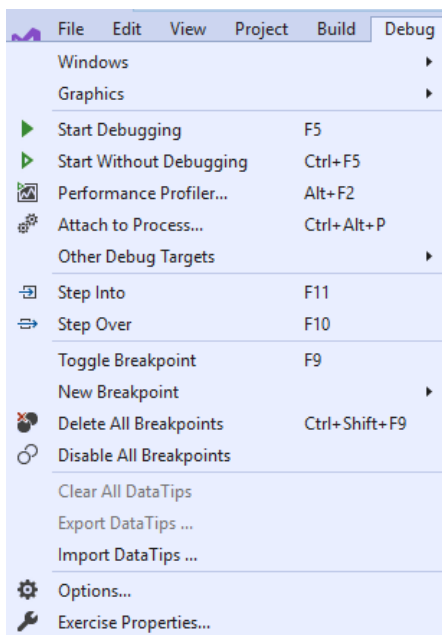 File Edit View Project Build Debug
Windows
Graphics
Start Debugging F5
Start Without Debugging Ctrl+F5
Performance Profiler... Alt+F2
Attach to Process... Ctrl+Alt+P
Other Debug Targets
Step Into F11
Step Over F10
Toggle Breakpoint F9
New Breakpoint
Delete All Breakpoints Ctrl+Shift+F9
Disable All Breakpoints
Clear All DataTips
Export DataTips ...
Import DataTips ...
Options...
Exercise Properties...